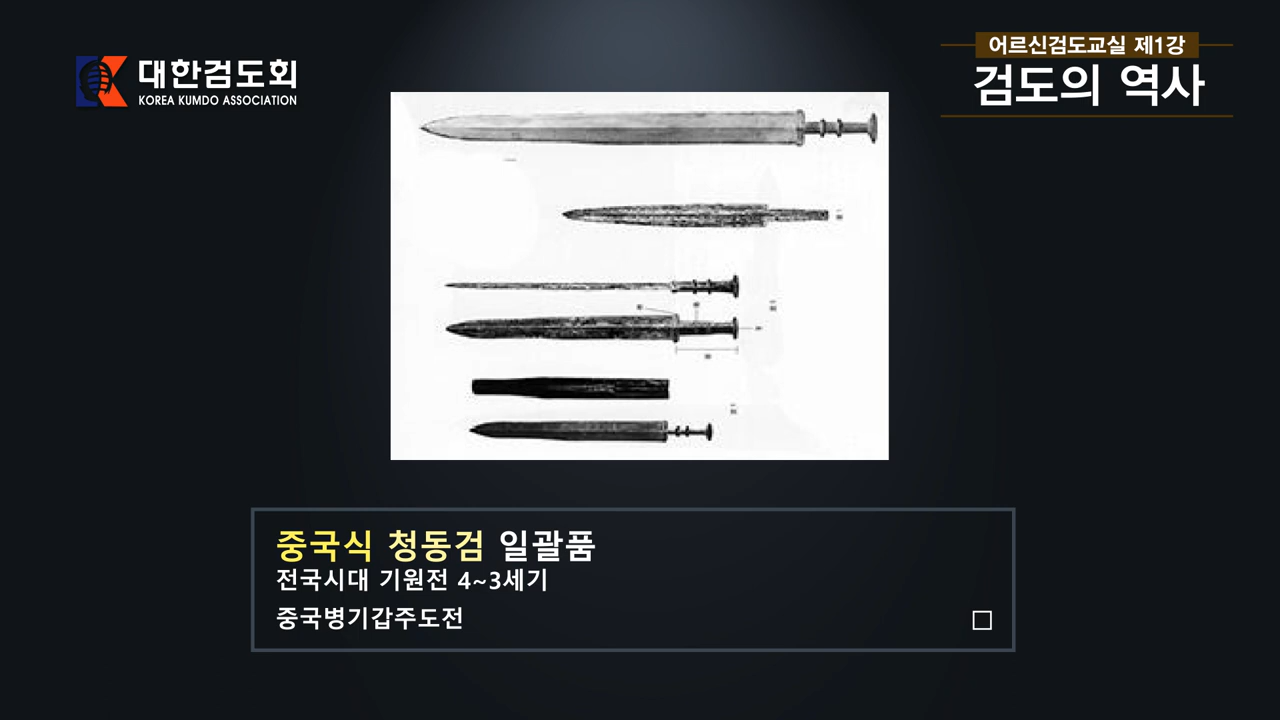 대한검도회
KOREA KUMDO ASSOCIATION
어르신검도교실 제1강
검도의 역사
중국식 청동검 일괄품
전국시대 기원전 4~3세기
중국병기갑주도전